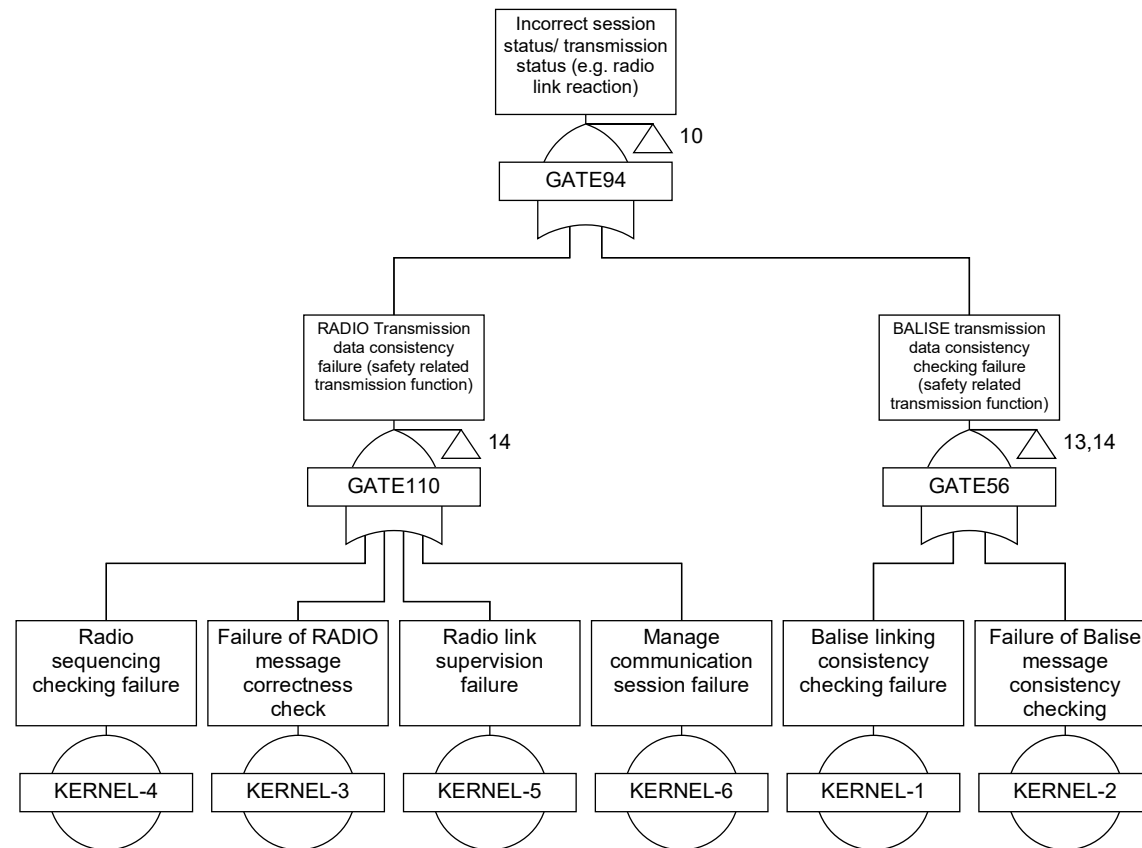 Incorrect session
status/ transmission
status (e.g. radio
link reaction)
10
GATE94
RADIO Transmission
data consistency
failure (safety related
transmission function)
14
GATE110
BALISE transmission
data consistency
checking failure
(safety related
transmission function)
13,14
GATE56
Radio
sequencing
checking failure
KERNEL-4
Failure of RADIO
message
correctness
check
KERNEL-3
Radio link
supervision
failure
KERNEL-5
Manage
communication
session failure
KERNEL-6
Balise linking
consistency
checking failure
KERNEL-1
Failure of Balise
message
consistency
checking
KERNEL-2